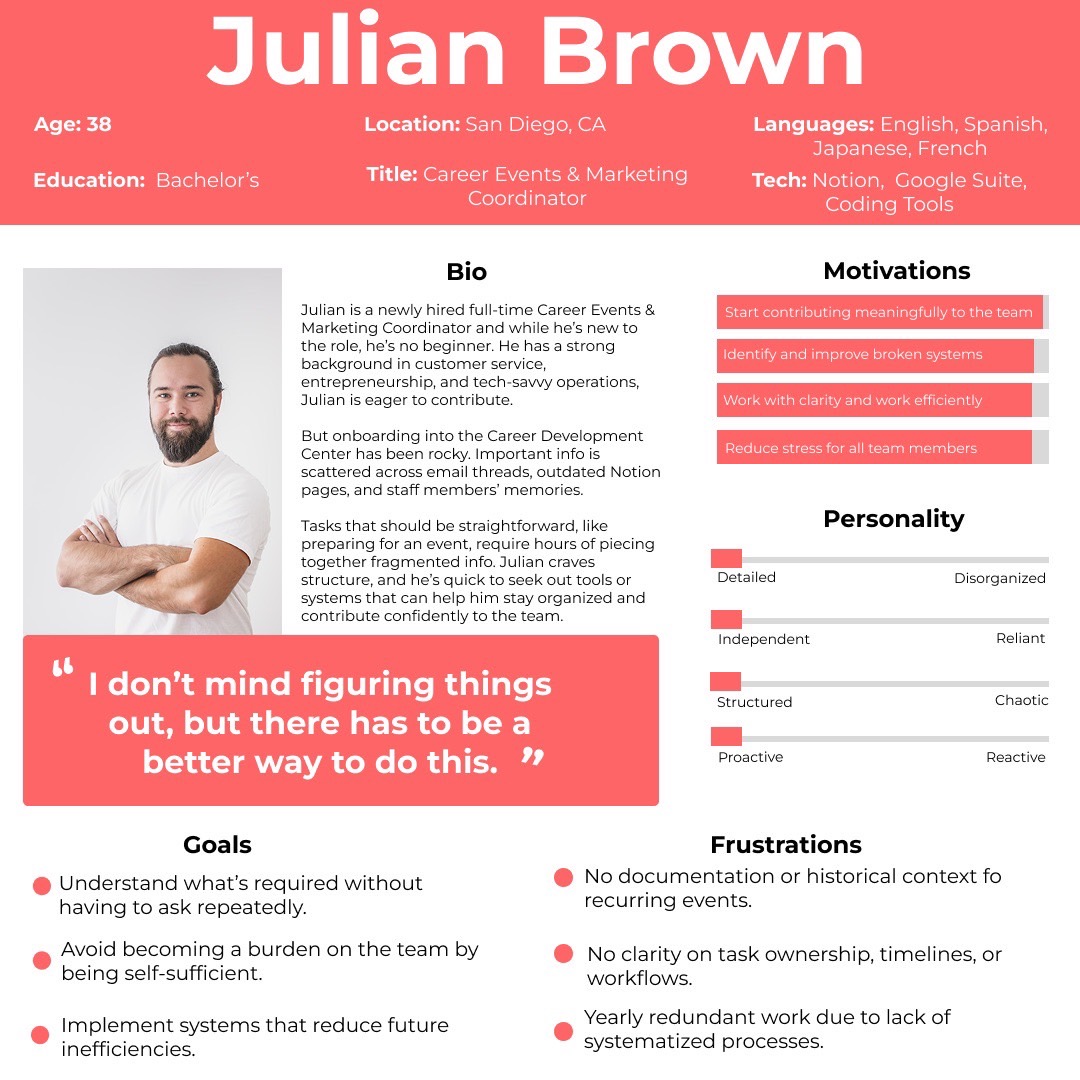 Julian Brown
Age: 38
Location: San Diego, CA
Languages: English, Spanish,
Japanese, French
Education: Bachelor’s
Title: Career Events & Marketing
Coordinator
Tech: Notion, Google Suite,
Coding Tools
Bio
Julian is a newly hired full-time Career Events &
Marketing Coordinator and while he’s new to
the role, he’s no beginner. He has a strong
background in customer service,
entrepreneurship, and tech-savvy operations,
Julian is eager to contribute.
But onboarding into the Career Development
Center has been rocky. Important info is
scattered across email threads, outdated Notion
pages, and staff members’ memories.
Tasks that should be straightforward, like
preparing for an event, require hours of piecing
together fragmented info. Julian craves
structure, and he’s quick to seek out tools or
systems that can help him stay organized and
contribute confidently to the team.
“ I don’t mind figuring things
out, but there has to be a
better way to do this. ”
Motivations
Start contributing meaningfully to the team
Identify and improve broken systems
Work with clarity and work efficiently
Reduce stress for all team members
Personality
Detailed Disorganized
Independent Reliant
Structured Chaotic
Proactive Reactive
Goals
Understand what’s required without
having to ask repeatedly.
Avoid becoming a burden on the team by
being self-sufficient.
Implement systems that reduce future
inefficiencies.
Frustrations
No documentation or historical context fo
recurring events.
No clarity on task ownership, timelines, or
workflows.
Yearly redundant work due to lack of
systematized processes.